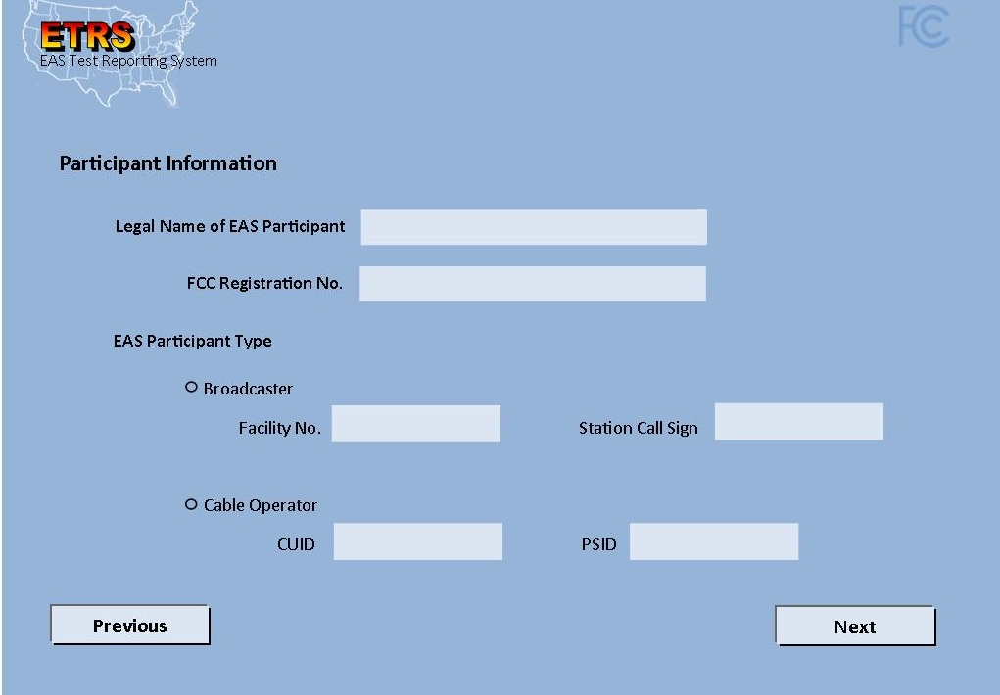 ETRS
EAS Test Reporting System
FCC
Participant Information
Legal Name of EAS Participant
FCC Registration No.
EAS Participant Type
Broadcaster
Facility No. Station Call Sign
Cable Operator
CUID PSID
Previous Next